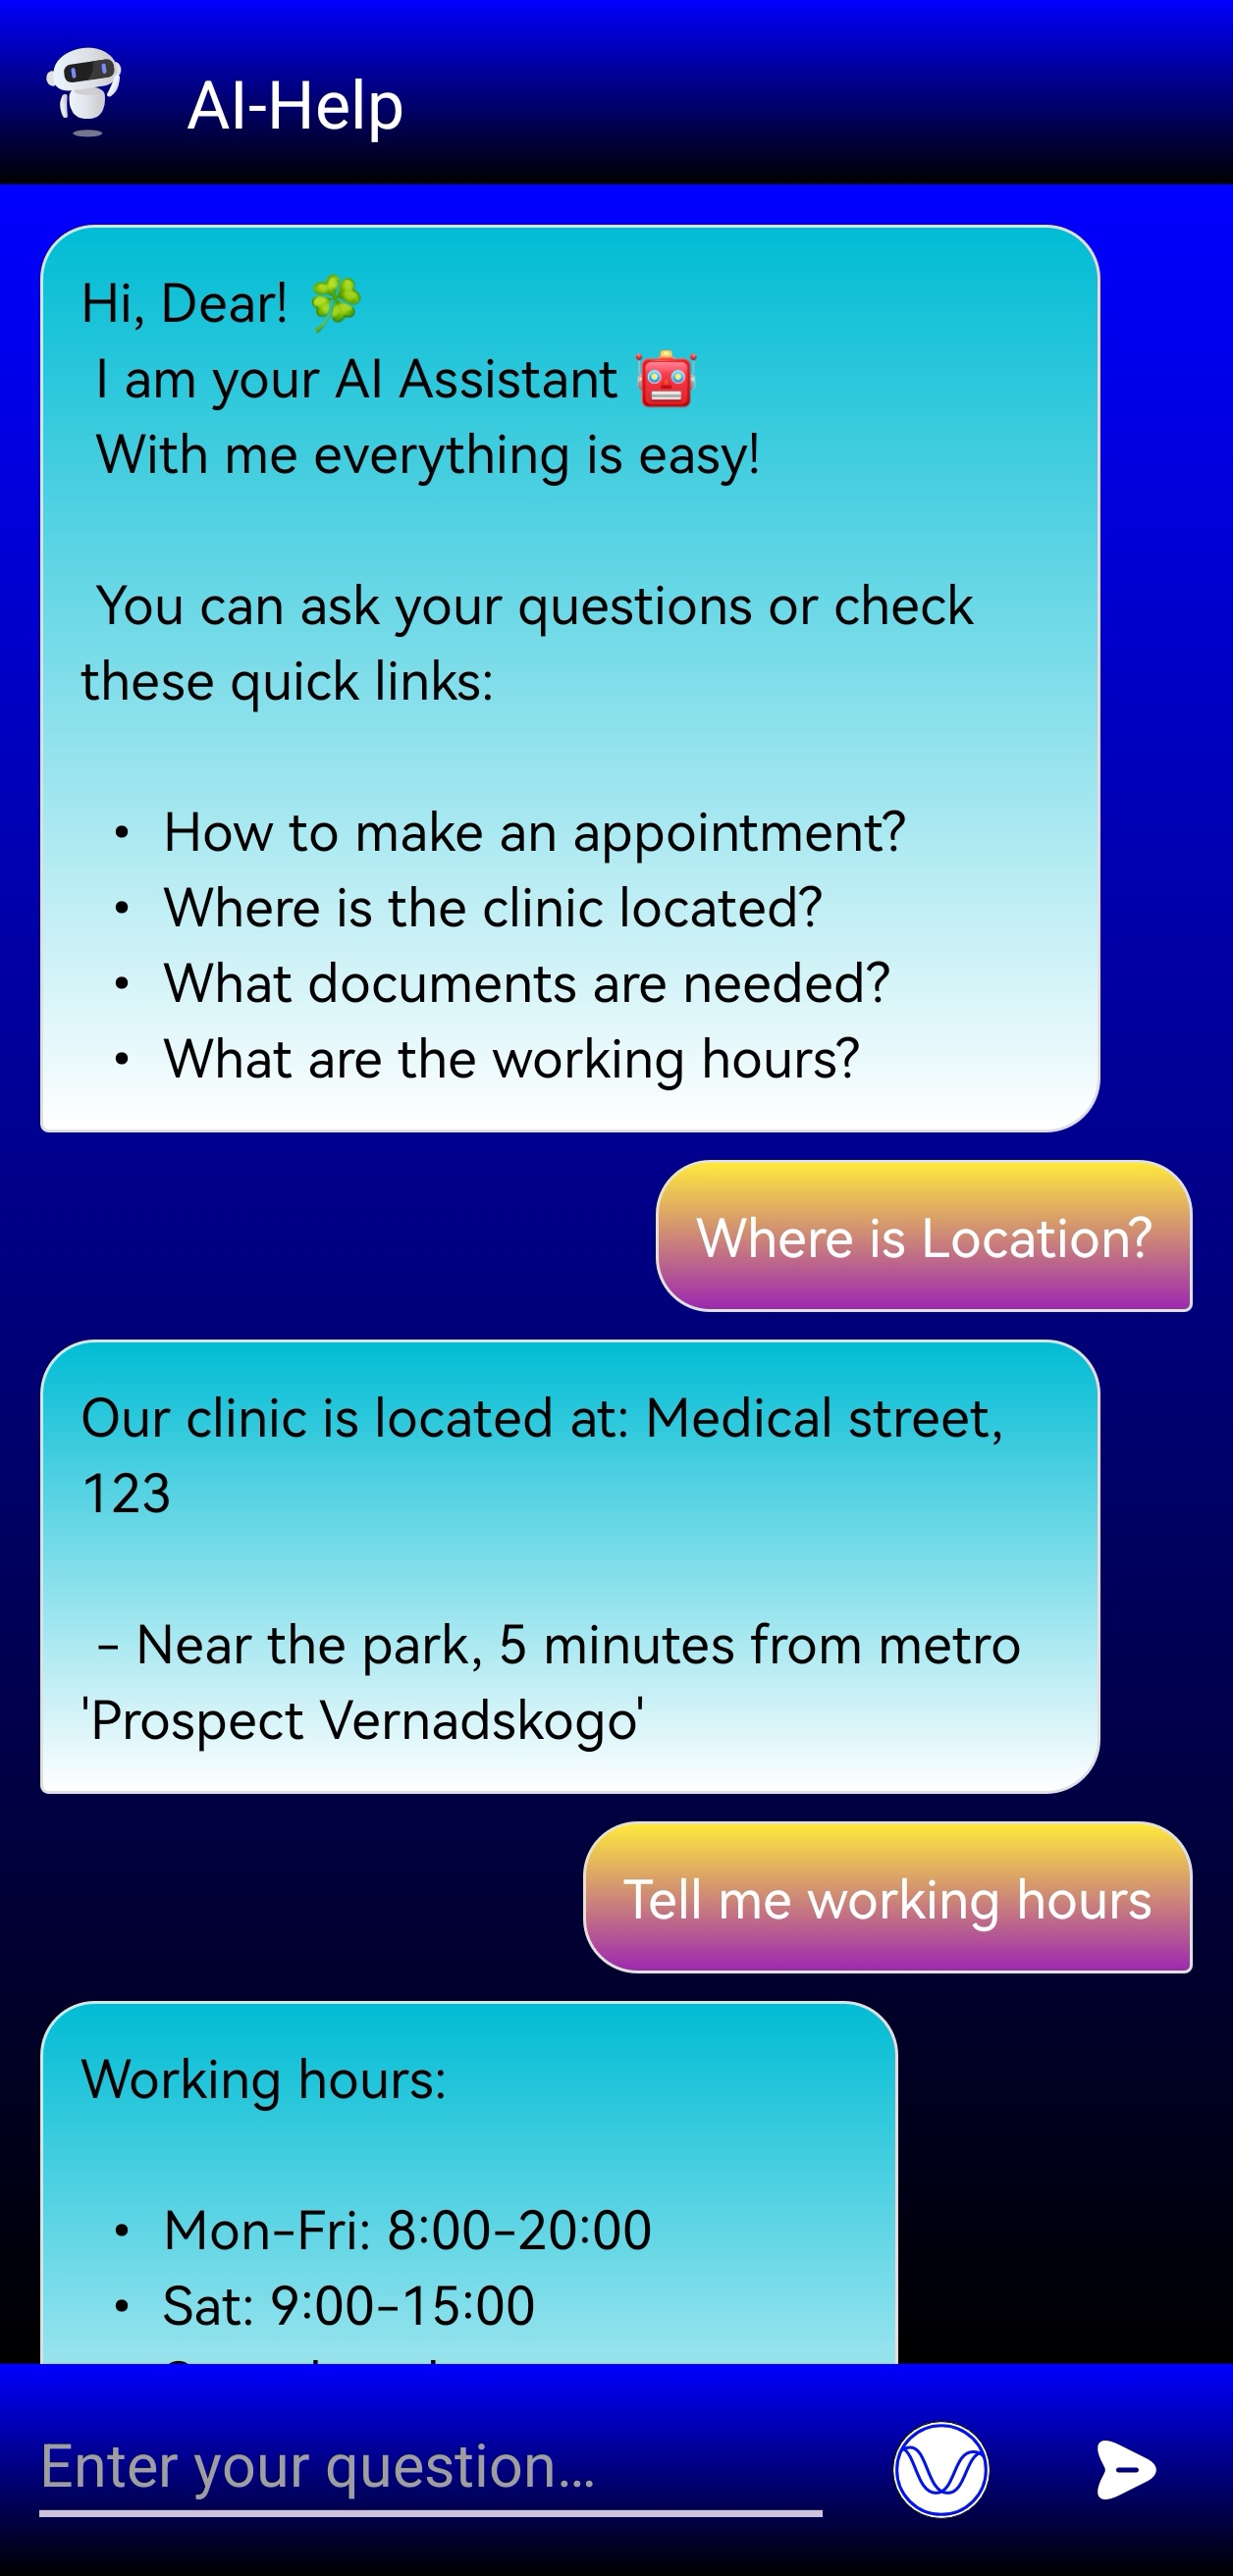 AI-Help
Hi, Dear! 🍀
I am your AI Assistant 🤖
With me everything is easy!
You can ask your questions or check
these quick links:
• How to make an appointment?
• Where is the clinic located?
• What documents are needed?
• What are the working hours?
Where is Location?
Our clinic is located at: Medical street,
123
- Near the park, 5 minutes from metro
'Prospect Vernadskogo'
Tell me working hours
Working hours:
• Mon-Fri: 8:00-20:00
• Sat: 9:00-15:00
Enter your question...